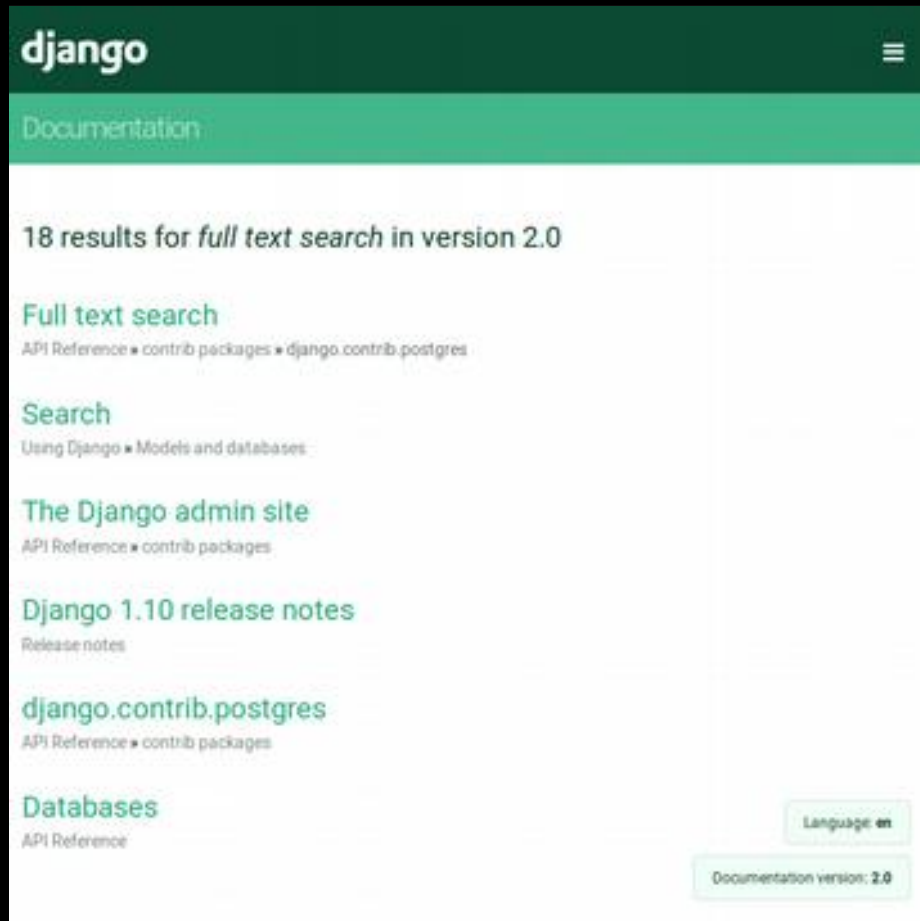 django
Documentation
18 results for full text search in version 2.0
Full text search
API Reference » contrib packages » django.contrib.postgres
Search
Using Django » Models and databases
The Django admin site
API Reference » contrib packages
Django 1.10 release notes
Release notes
django.contrib.postgres
API Reference » contrib packages
Databases
API Reference
Language: en
Documentation version: 2.0